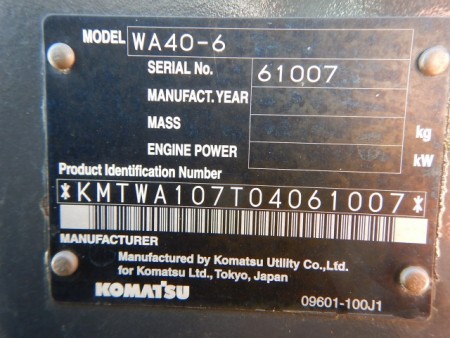 MODEL WA40-6
SERIAL No. 61007
MANUFACT.YEAR
MASS kg
ENGINE POWER kW
Product Identification Number
*KMTWA107T04061007*
MANUFACTURER
Manufactured by Komatsu Utility Co.,Ltd.
for Komatsu Ltd.,Tokyo, Japan
KOMATSU 09601-100J1